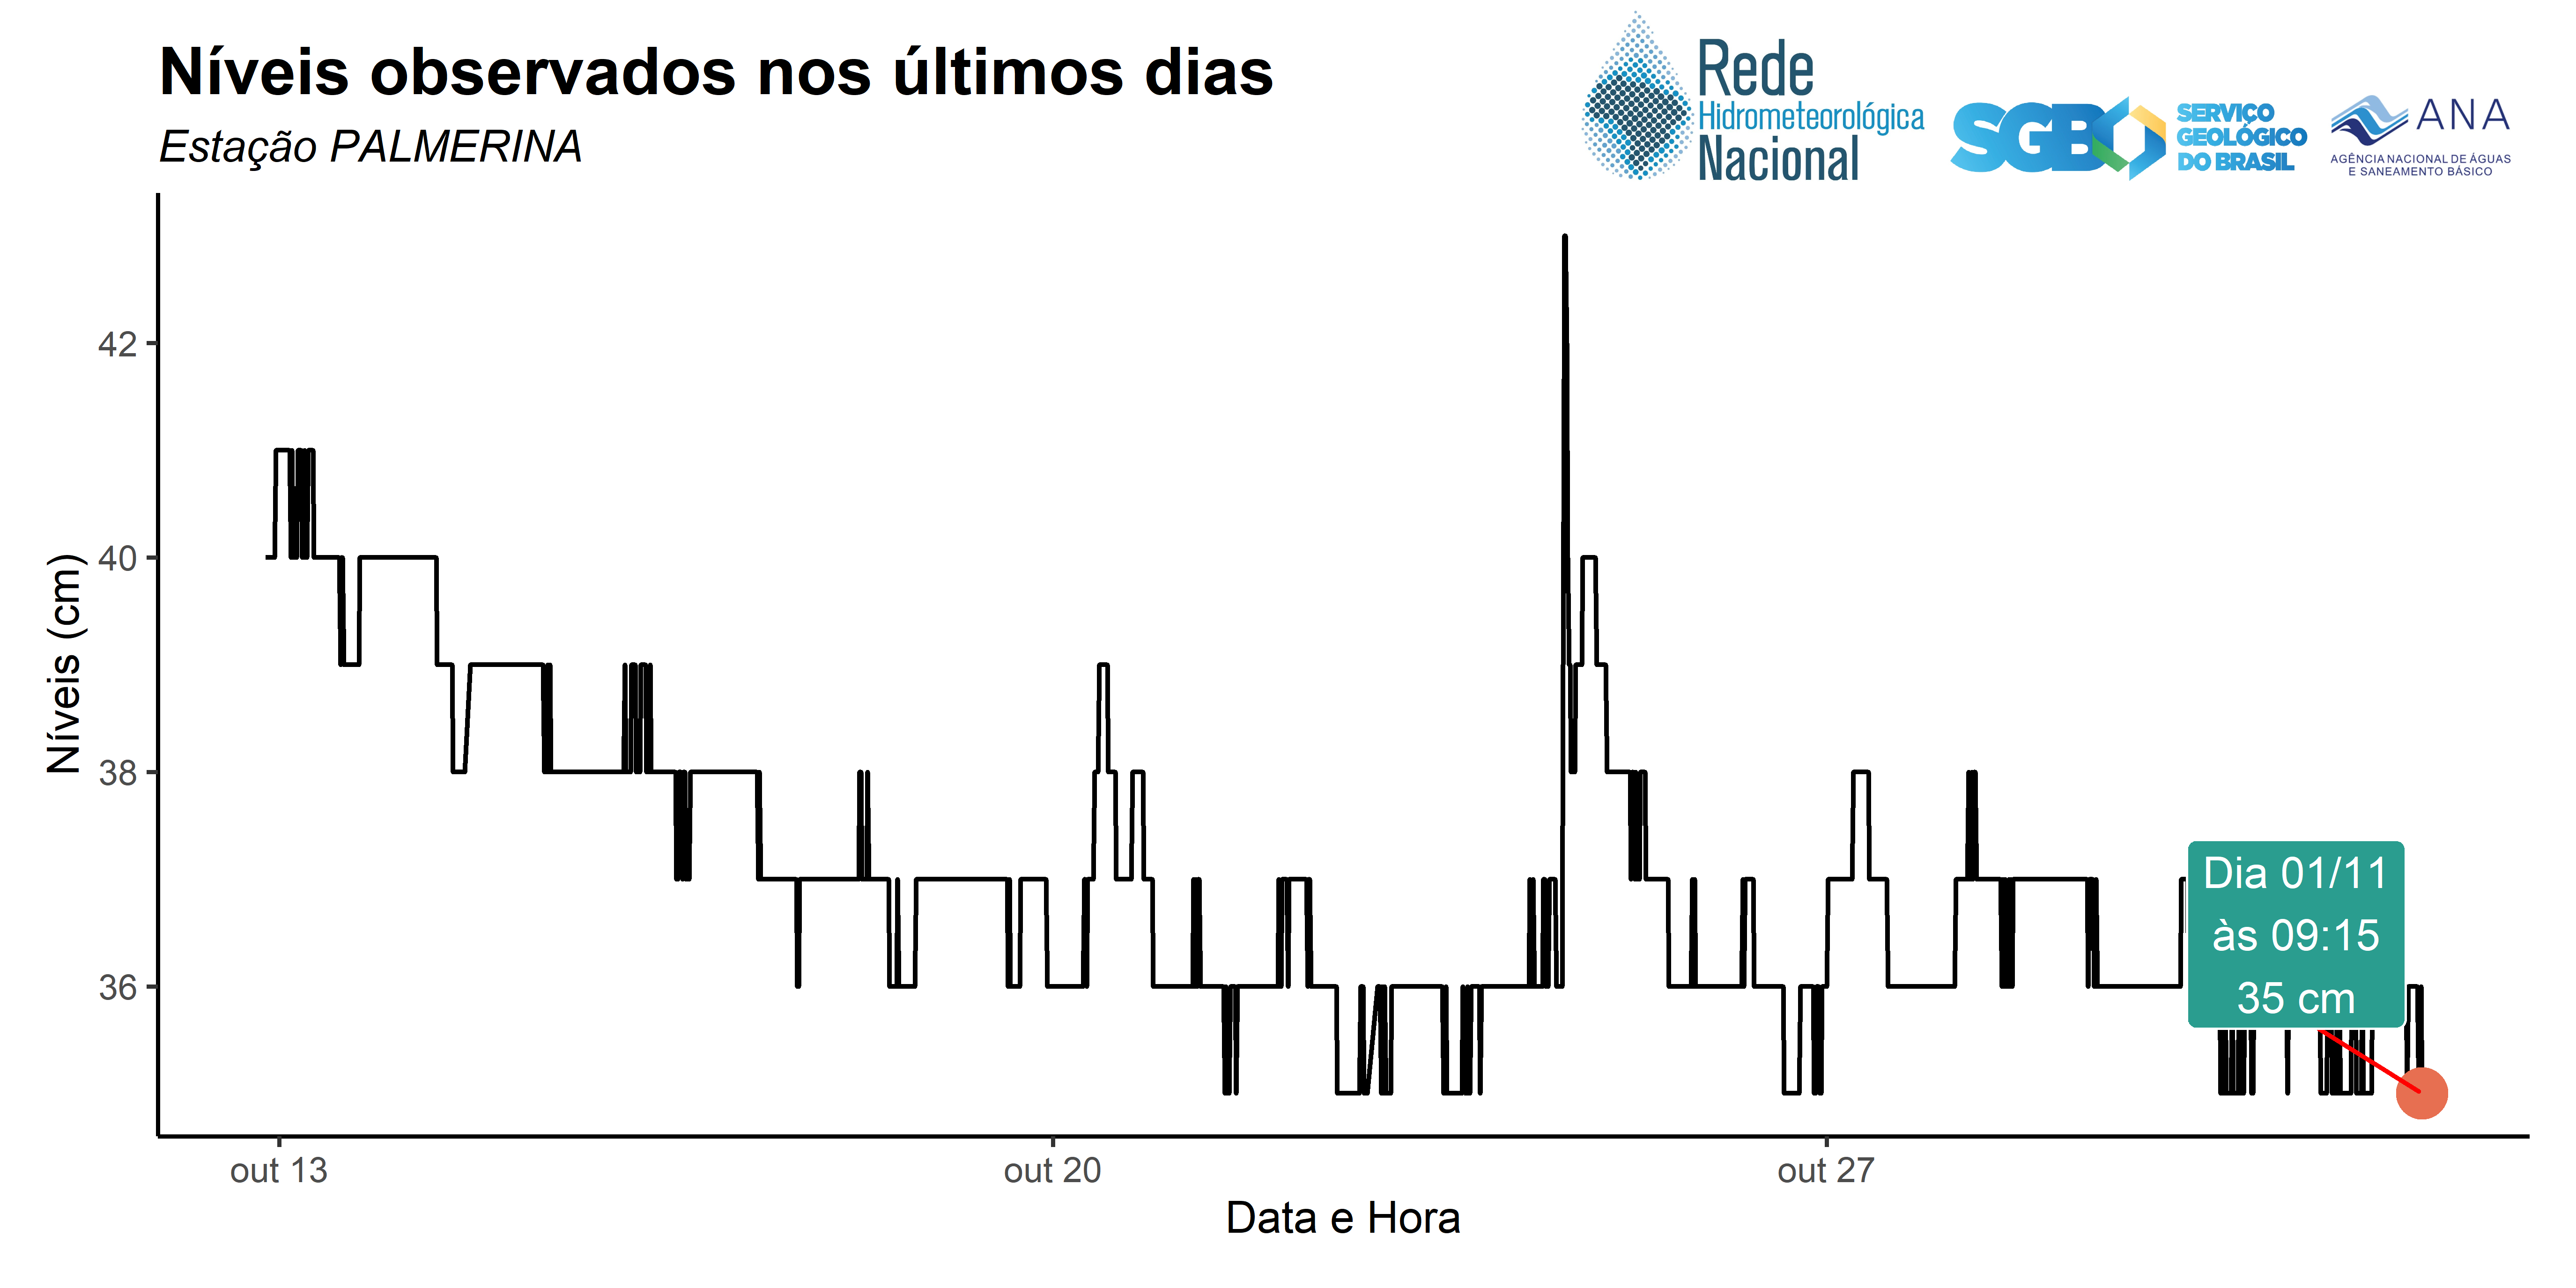 Níveis observados nos últimos dias
Estação PALMERINA
Rede
Hidrometeorológica
Nacional
SGB
SERVIÇO
GEOLÓGICO
DO BRASIL
ANA
AGÊNCIA NACIONAL DE ÁGUAS
E SANEAMENTO BÁSICO
Níveis (cm)
42
40
38
36
Dia 01/11
às 09:15
35 cm
out 13
out 20
out 27
Data e Hora